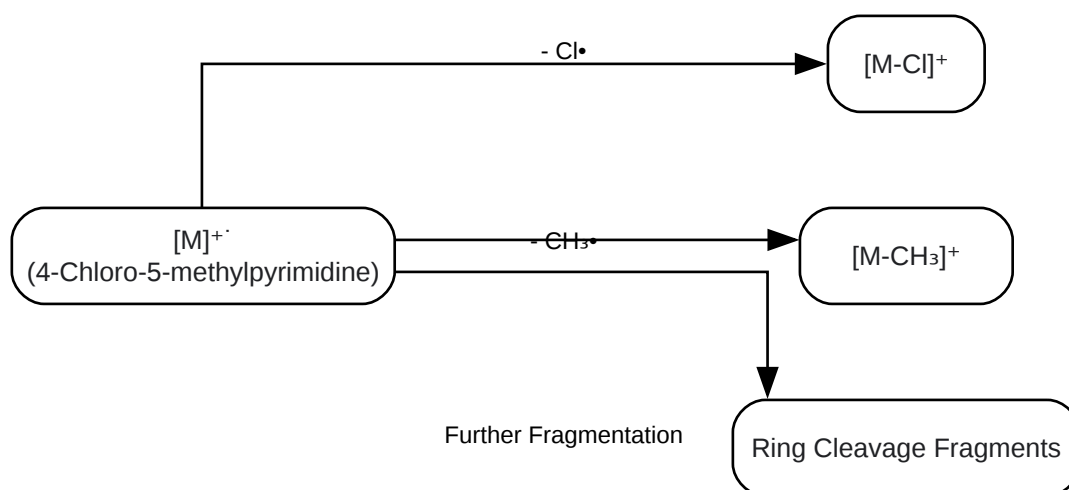 - Cl•
[M-Cl]⁺
[M]⁺˙
(4-Chloro-5-methylpyrimidine)
- CH₃•
[M-CH₃]⁺
Further Fragmentation
Ring Cleavage Fragments